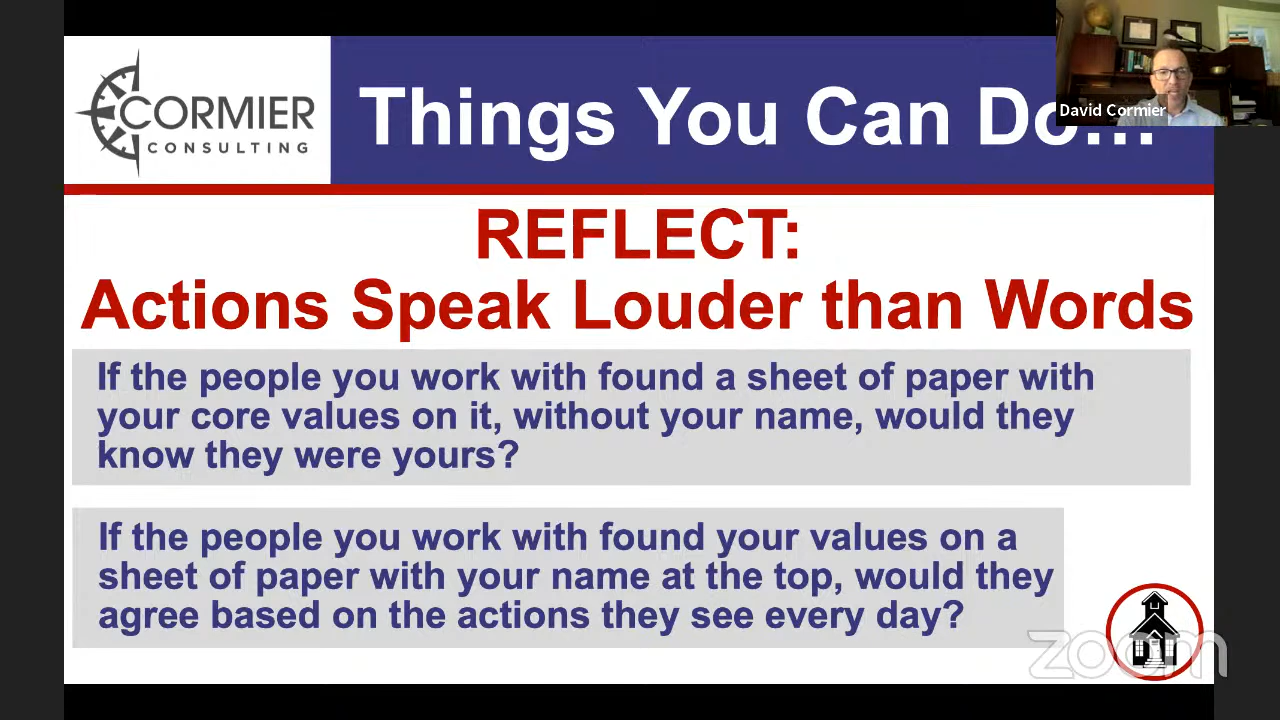 CORMIER
CONSULTING
Things You Can Do...
David Cormier
REFLECT:
Actions Speak Louder than Words
If the people you work with found a sheet of paper with
your core values on it, without your name, would they
know they were yours?
If the people you work with found your values on a
sheet of paper with your name at the top, would they
agree based on the actions they see every day?
zoom